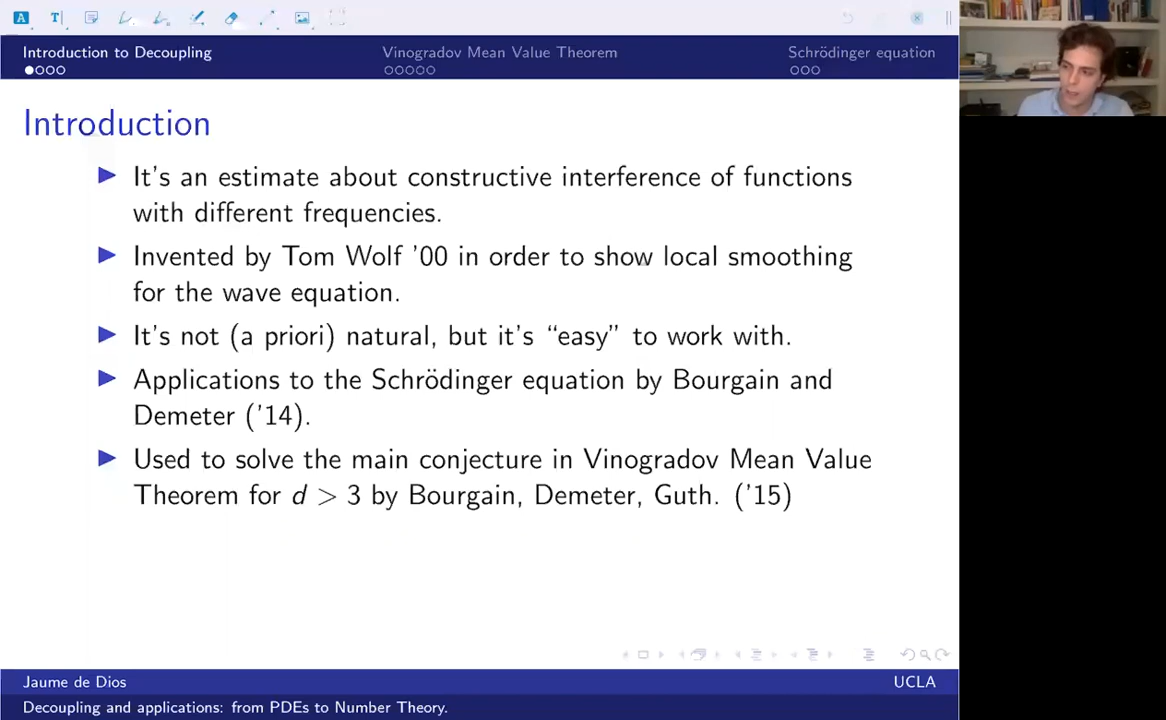 Introduction to Decoupling
Vinogradov Mean Value Theorem
Schrödinger equation
Introduction
It's an estimate about constructive interference of functions
with different frequencies.
Invented by Tom Wolf '00 in order to show local smoothing
for the wave equation.
It's not (a priori) natural, but it's “easy” to work with.
Applications to the Schrödinger equation by Bourgain and
Demeter ('14).
Used to solve the main conjecture in Vinogradov Mean Value
Theorem for d > 3 by Bourgain, Demeter, Guth. ('15)
Jaume de Dios
UCLA
Decoupling and applications: from PDEs to Number Theory.